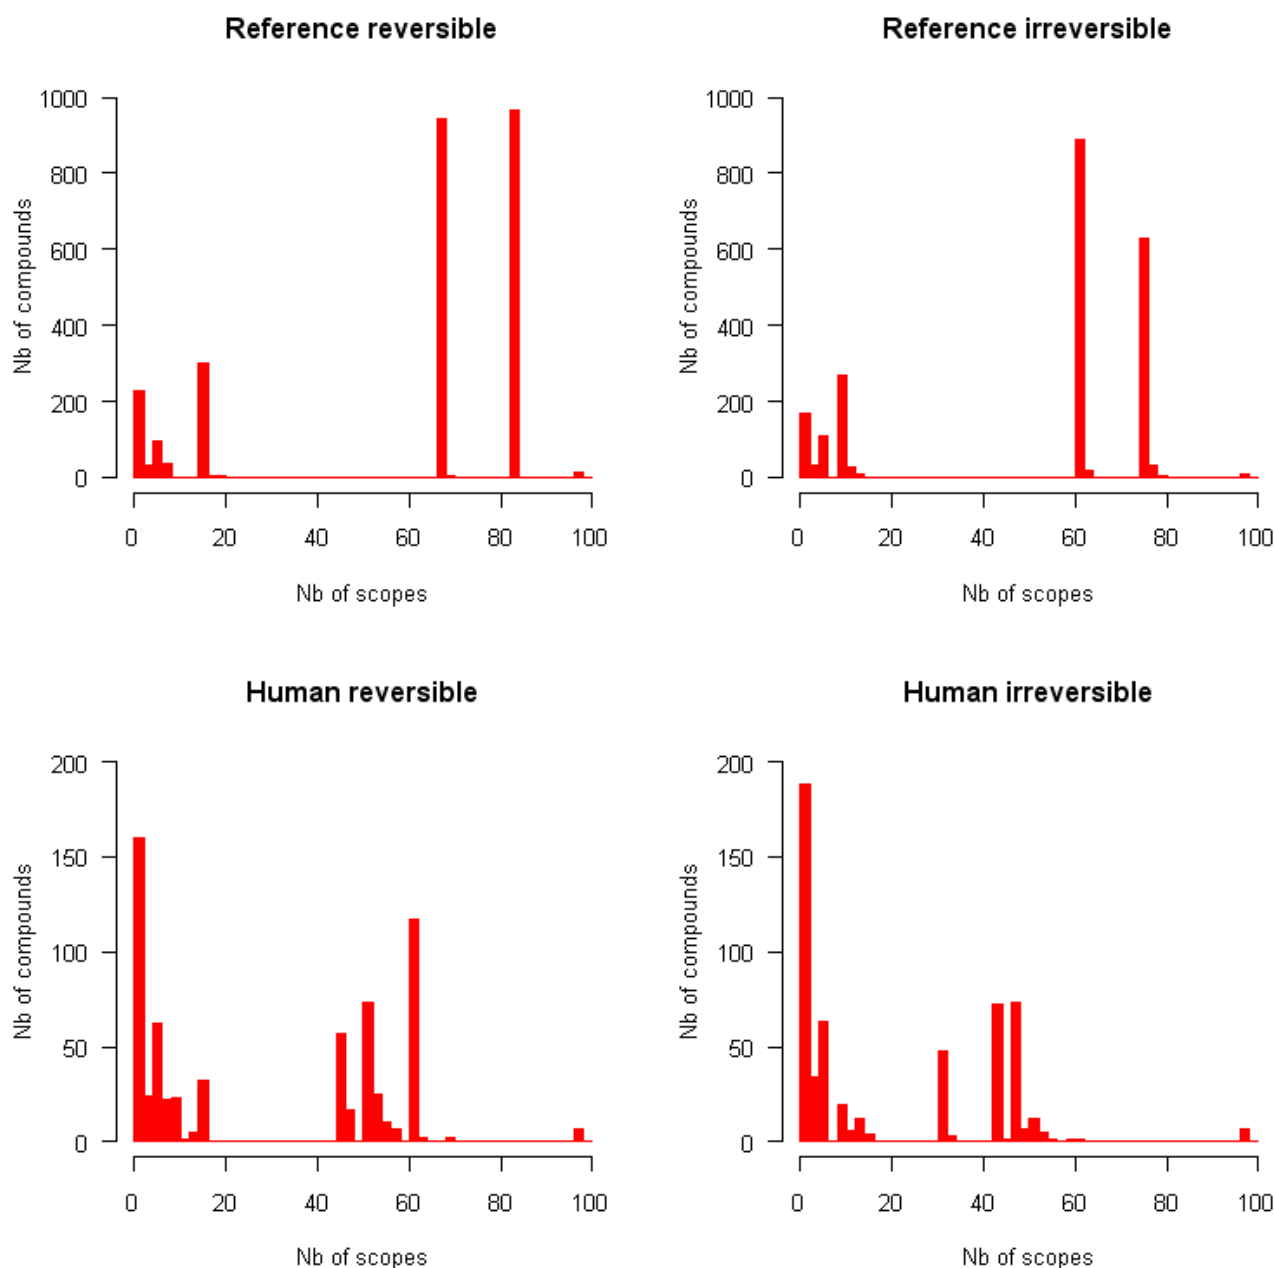 Reference reversible
Nb of compounds
1000
800
600
400
200
0
0 20 40 60 80 100
Nb of scopes
Reference irreversible
Nb of compounds
1000
800
600
400
200
0
0 20 40 60 80 100
Nb of scopes
Human reversible
Nb of compounds
200
150
100
50
0
0 20 40 60 80 100
Nb of scopes
Human irreversible
Nb of compounds
200
150
100
50
0
0 20 40 60 80 100
Nb of scopes